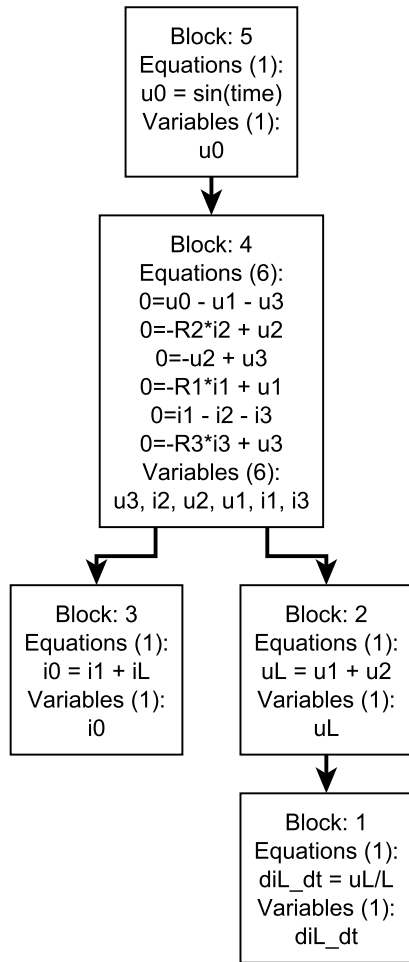 Block: 5
Equations (1):
u0 = sin(time)
Variables (1):
u0
Block: 4
Equations (6):
0=u0 - u1 - u3
0=-R2*i2 + u2
0=-u2 + u3
0=-R1*i1 + u1
0=i1 - i2 - i3
0=-R3*i3 + u3
Variables (6):
u3, i2, u2, u1, i1, i3
Block: 3
Equations (1):
i0 = i1 + iL
Variables (1):
i0
Block: 2
Equations (1):
uL = u1 + u2
Variables (1):
uL
Block: 1
Equations (1):
diL_dt = uL/L
Variables (1):
diL_dt